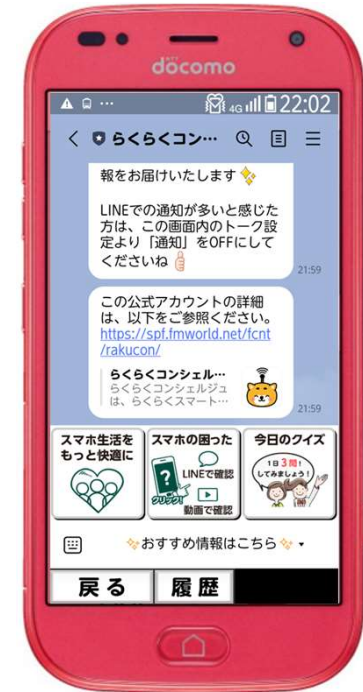 döcomo
4G 22:02
らくらくコン…
報をお届けいたします
LINEでの通知が多いと感じた
方は、この画面内のトーク設
定より「通知」をOFFにして
くださいね
21:59
この公式アカウントの詳細
は、以下をご参照ください。
https://spf.fmworld.net/fcnt
/rakucon/
らくらくコンシェル…
らくらくコンシェルジュ
は、らくらくスマート…
21:59
スマホ生活を
もっと快適に
スマホの困った
?
LINEで確認
クリック!
動画で確認
今日のクイズ
1日3問!
してみましょう!
おすすめ情報はこちら
戻る
履歴